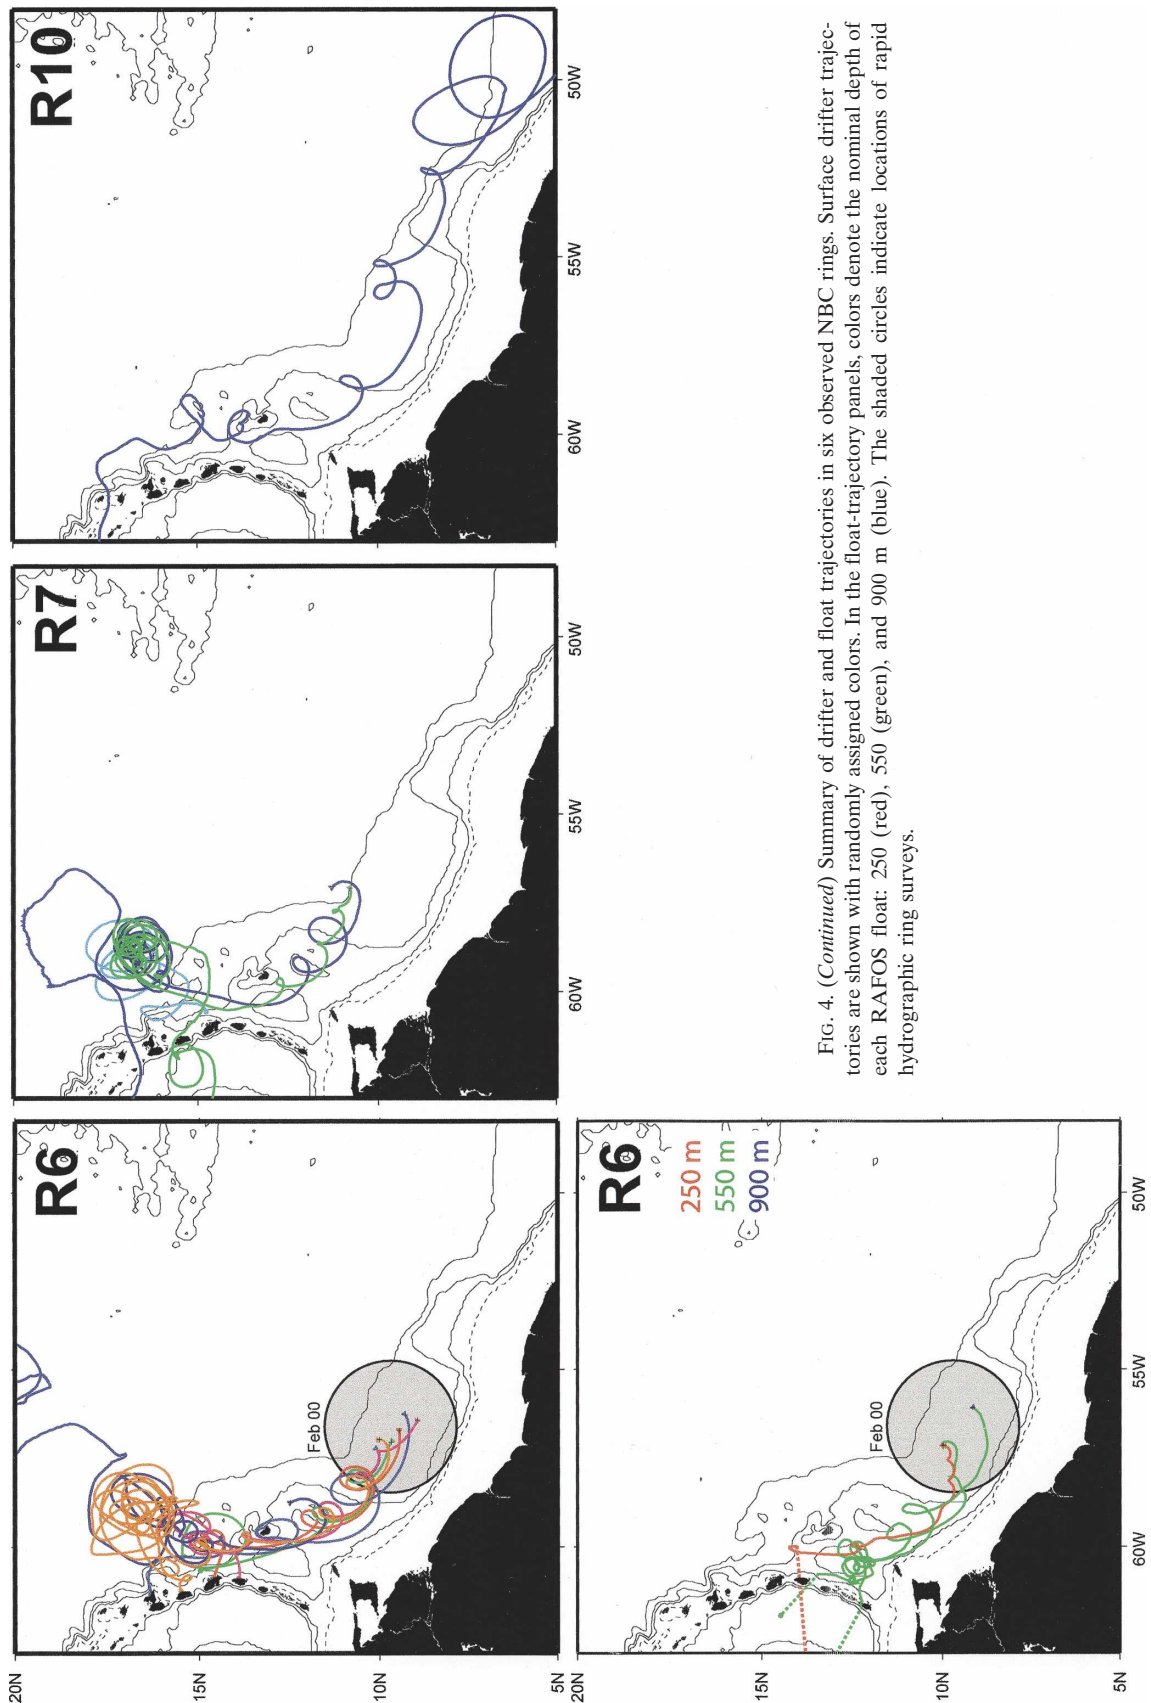 R6
Feb 00
20N
15N
10N
5N
R7
60W
55W
50W
R10
60W
55W
50W
R6
250 m
550 m
900 m
Feb 00
20N
15N
10N
5N
60W
55W
50W
FIG. 4. (Continued) Summary of drifter and float trajectories in six observed NBC rings. Surface drifter trajec-
tories are shown with randomly assigned colors. In the float-trajectory panels, colors denote the nominal depth of
each RAFOS float: 250 (red), 550 (green), and 900 m (blue). The shaded circles indicate locations of rapid
hydrographic ring surveys.